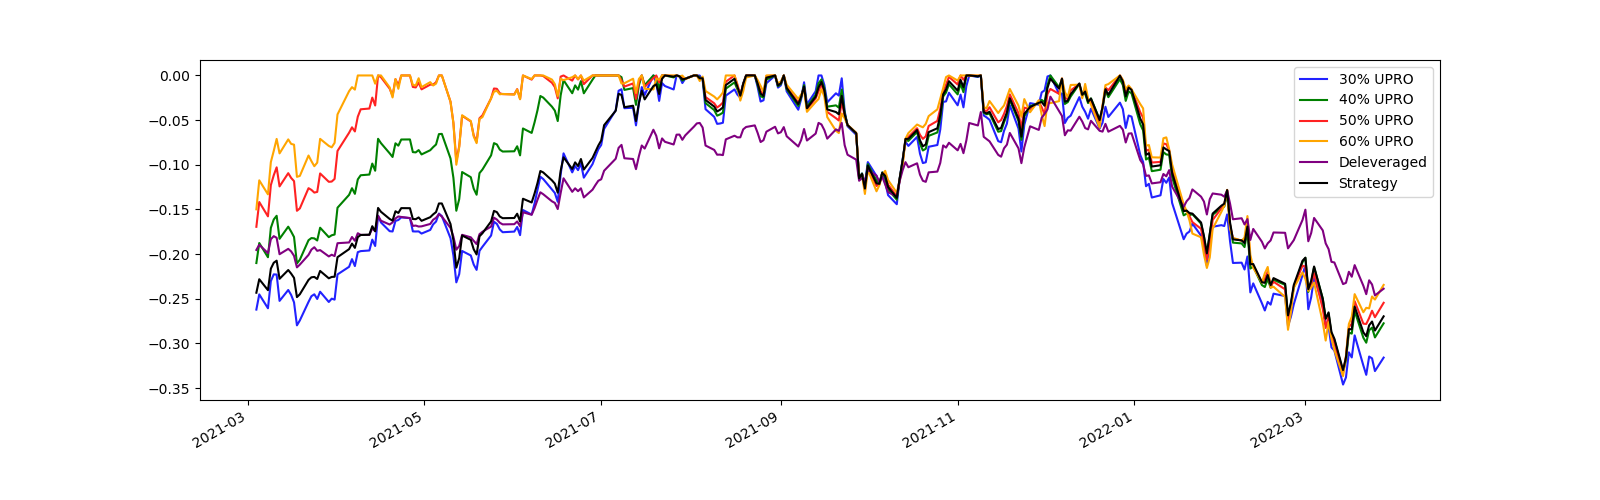 0.00
−0.05
−0.10
−0.15
−0.20
−0.25
−0.30
−0.35
2021-03
2021-05
2021-07
2021-09
2021-11
2022-01
2022-03
30% UPRO
40% UPRO
50% UPRO
60% UPRO
Deleveraged
Strategy